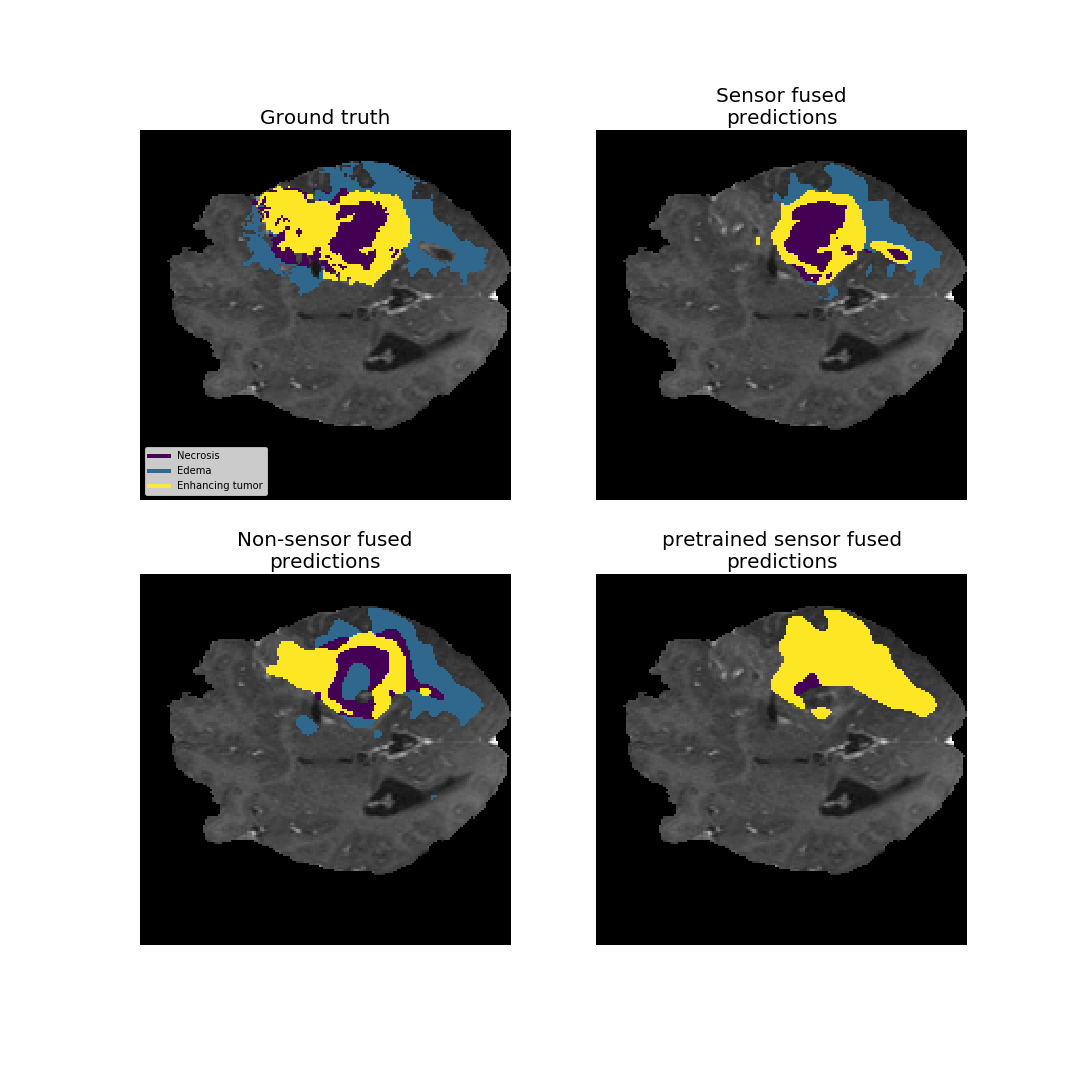 Ground truth
Sensor fused
predictions
Necrosis
Edema
Enhancing tumor
Non-sensor fused
predictions
pretrained sensor fused
predictions